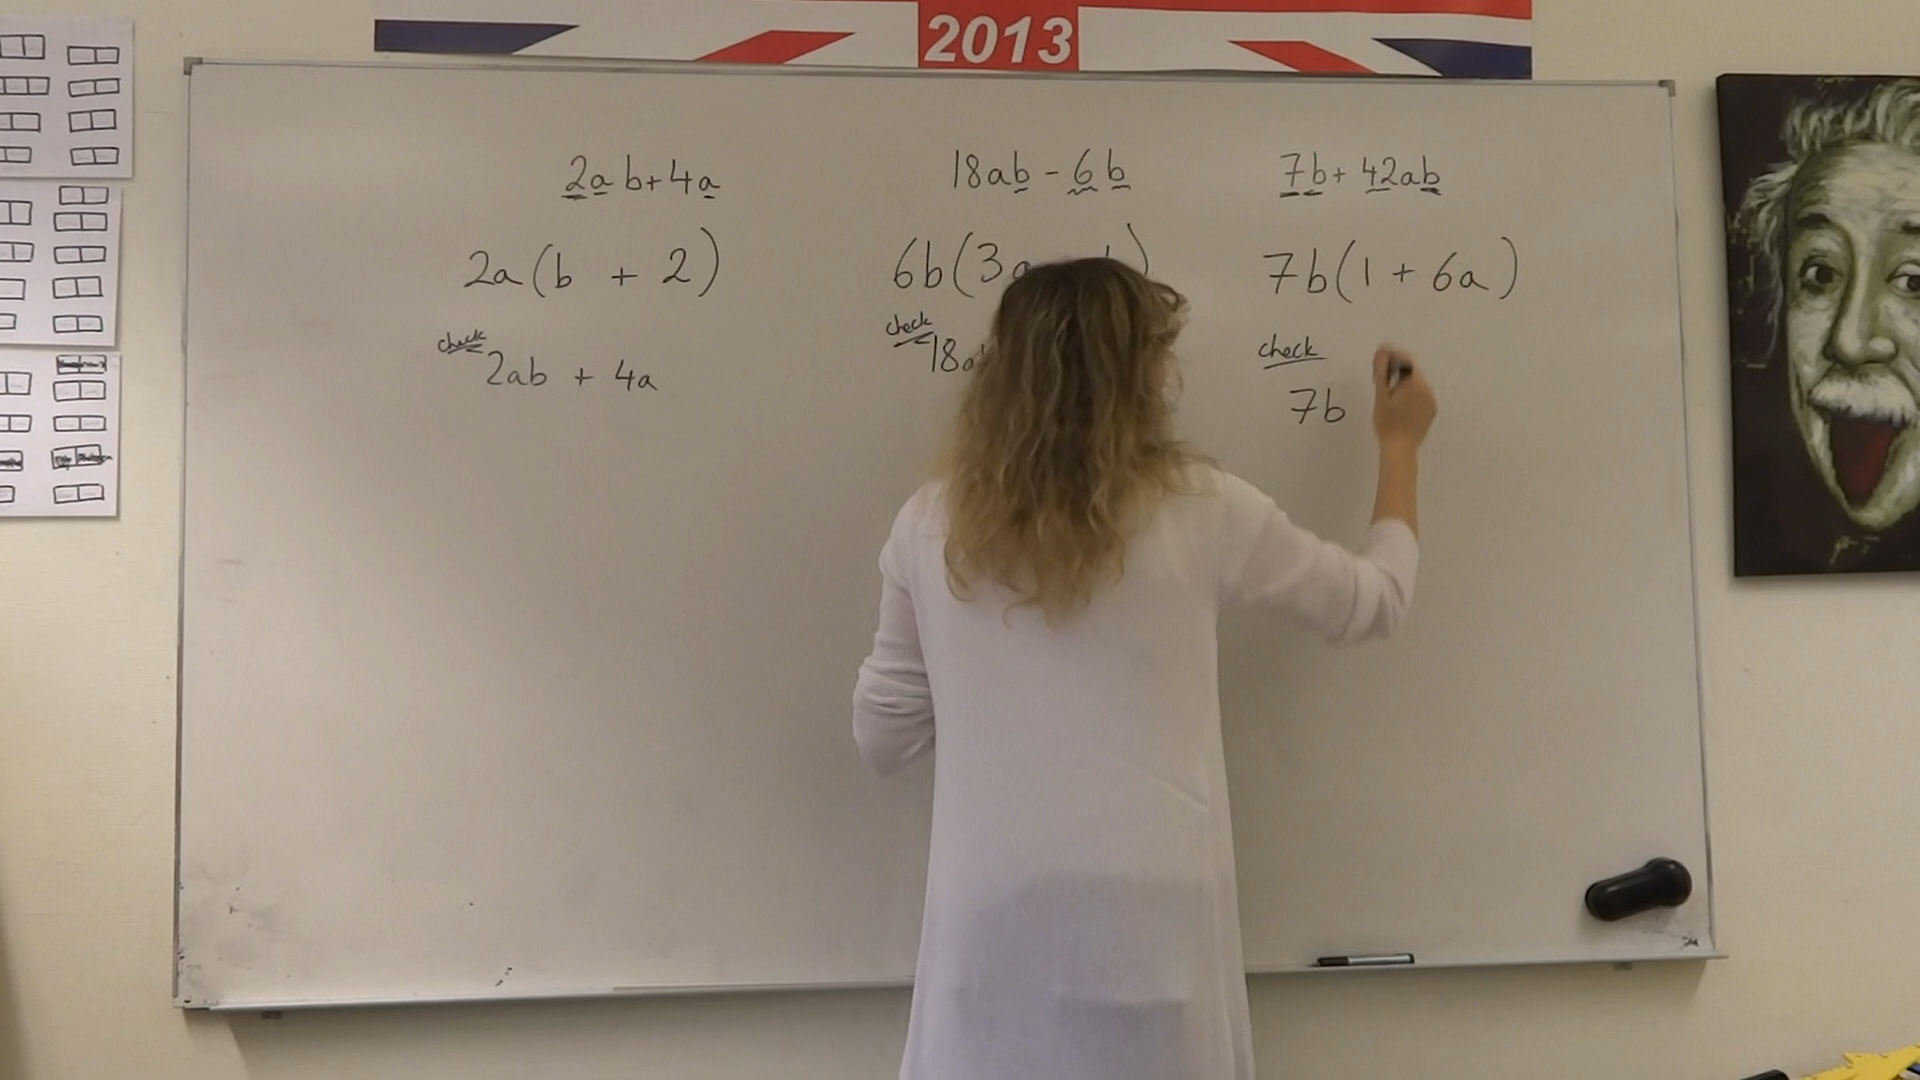 2013
2ab+4a
2a(b + 2)
check
2ab + 4a
18ab - 6b
6b(3a
check
18a
7b+ 42ab
7b(1 + 6a)
check
7b